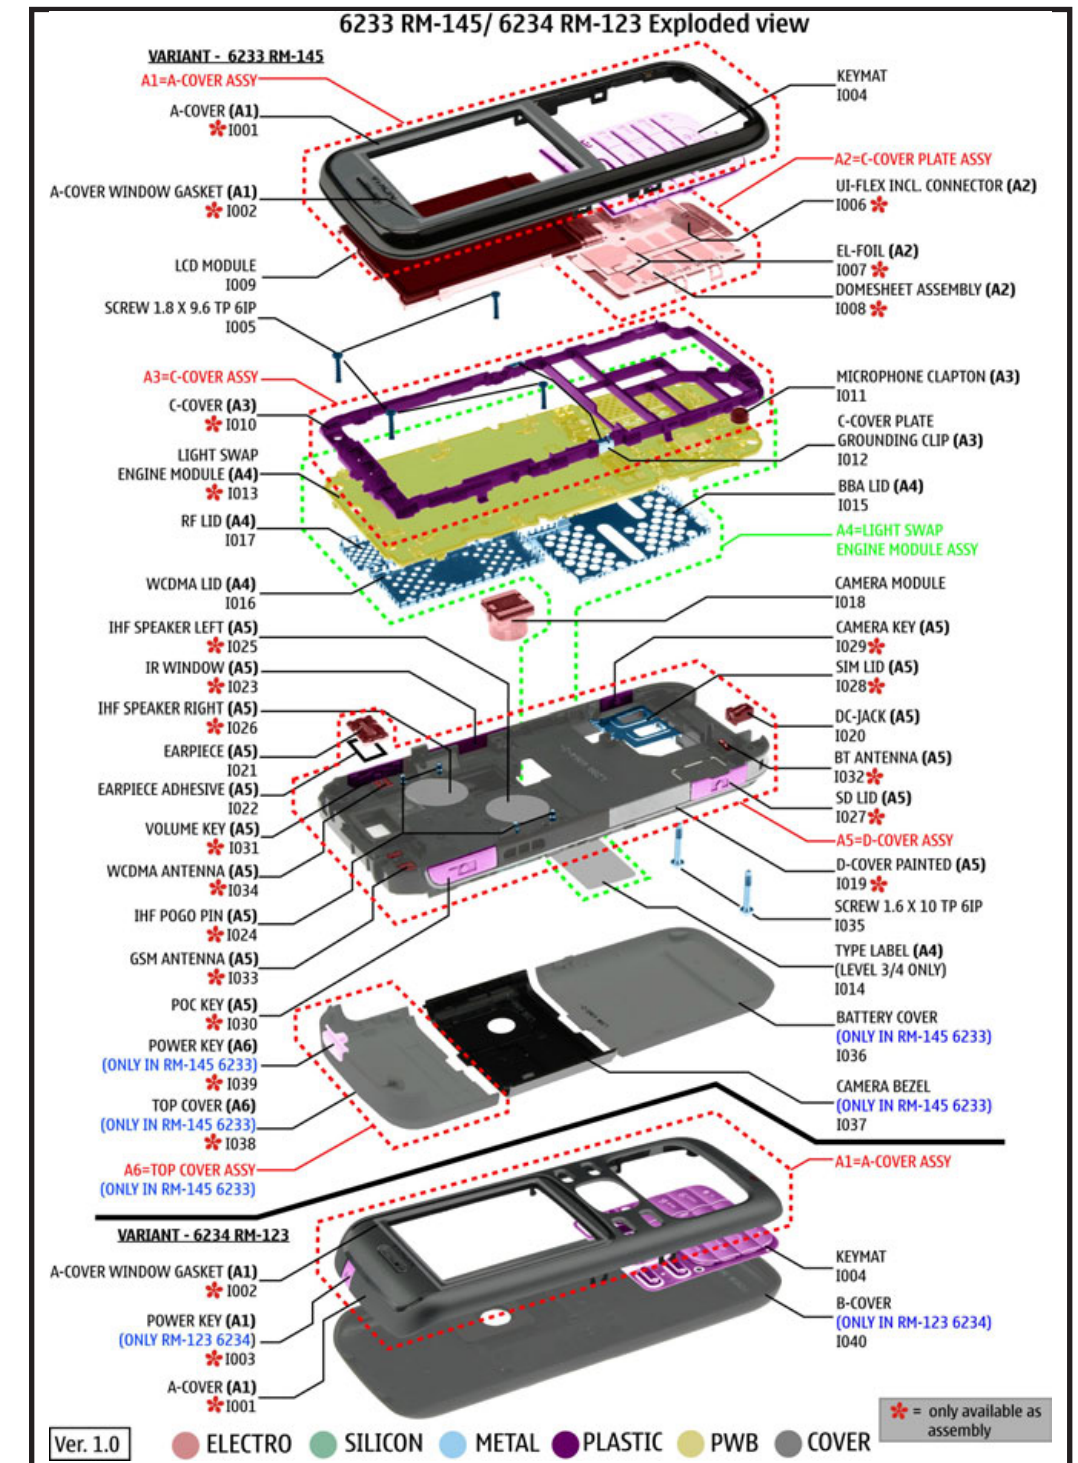 6233 RM-145/ 6234 RM-123 Exploded view
VARIANT - 6233 RM-145
A1=A-COVER ASSY
A-COVER (A1)
I001
A-COVER WINDOW GASKET (A1)
I002
LCD MODULE
I009
SCREW 1.8 X 9.6 TP 6IP
I005
A3=C-COVER ASSY
C-COVER (A3)
I010
LIGHT SWAP
ENGINE MODULE (A4)
I013
RF LID (A4)
I017
WCDMA LID (A4)
I016
IHF SPEAKER LEFT (A5)
I025
IR WINDOW (A5)
I023
IHF SPEAKER RIGHT (A5)
I026
EARPIECE (A5)
I021
EARPIECE ADHESIVE (A5)
I022
VOLUME KEY (A5)
I031
WCDMA ANTENNA (A5)
I034
IHF POGO PIN (A5)
I024
GSM ANTENNA (A5)
I033
POC KEY (A5)
I030
POWER KEY (A6)
(ONLY IN RM-145 6233)
I039
TOP COVER (A6)
(ONLY IN RM-145 6233)
I038
A6=TOP COVER ASSY
(ONLY IN RM-145 6233)
KEYMAT
I004
A2=C-COVER PLATE ASSY
UI-FLEX INCL. CONNECTOR (A2)
I006
EL-FOIL (A2)
I007
DOMESHEET ASSEMBLY (A2)
I008
MICROPHONE CLAPTON (A3)
I011
C-COVER PLATE
GROUNDING CLIP (A3)
I012
BBA LID (A4)
I015
A4=LIGHT SWAP
ENGINE MODULE ASSY
CAMERA MODULE
I018
CAMERA KEY (A5)
I029
SIM LID (A5)
I028
DC-JACK (A5)
I020
BT ANTENNA (A5)
I032
SD LID (A5)
I027
A5=D-COVER ASSY
D-COVER PAINTED (A5)
I019
SCREW 1.6 X 10 TP 6IP
I035
TYPE LABEL (A4)
(LEVEL 3/4 ONLY)
I014
BATTERY COVER
(ONLY IN RM-145 6233)
I036
CAMERA BEZEL
(ONLY IN RM-145 6233)
I037
VARIANT - 6234 RM-123
A-COVER WINDOW GASKET (A1)
I002
POWER KEY (A1)
(ONLY RM-123 6234)
I003
A-COVER (A1)
I001
A1=A-COVER ASSY
KEYMAT
I004
B-COVER
(ONLY IN RM-123 6234)
I040
= only available as
assembly
Ver. 1.0
ELECTRO SILICON METAL PLASTIC PWB COVER